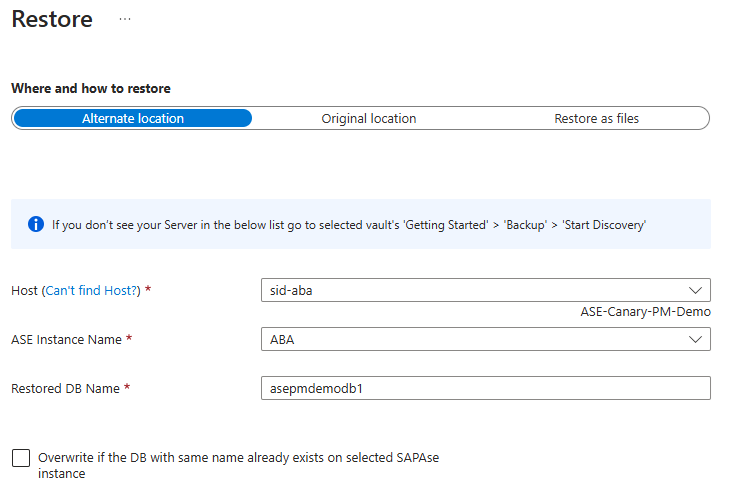 Restore ...
Where and how to restore
Alternate location Original location Restore as files
If you don't see your Server in the below list go to selected vault's 'Getting Started' > 'Backup' > 'Start Discovery'
Host (Can't find Host?) * sid-aba
ASE-Canary-PM-Demo
ASE Instance Name * ABA
Restored DB Name * asepmdemodb1
Overwrite if the DB with same name already exists on selected SAPAse
instance